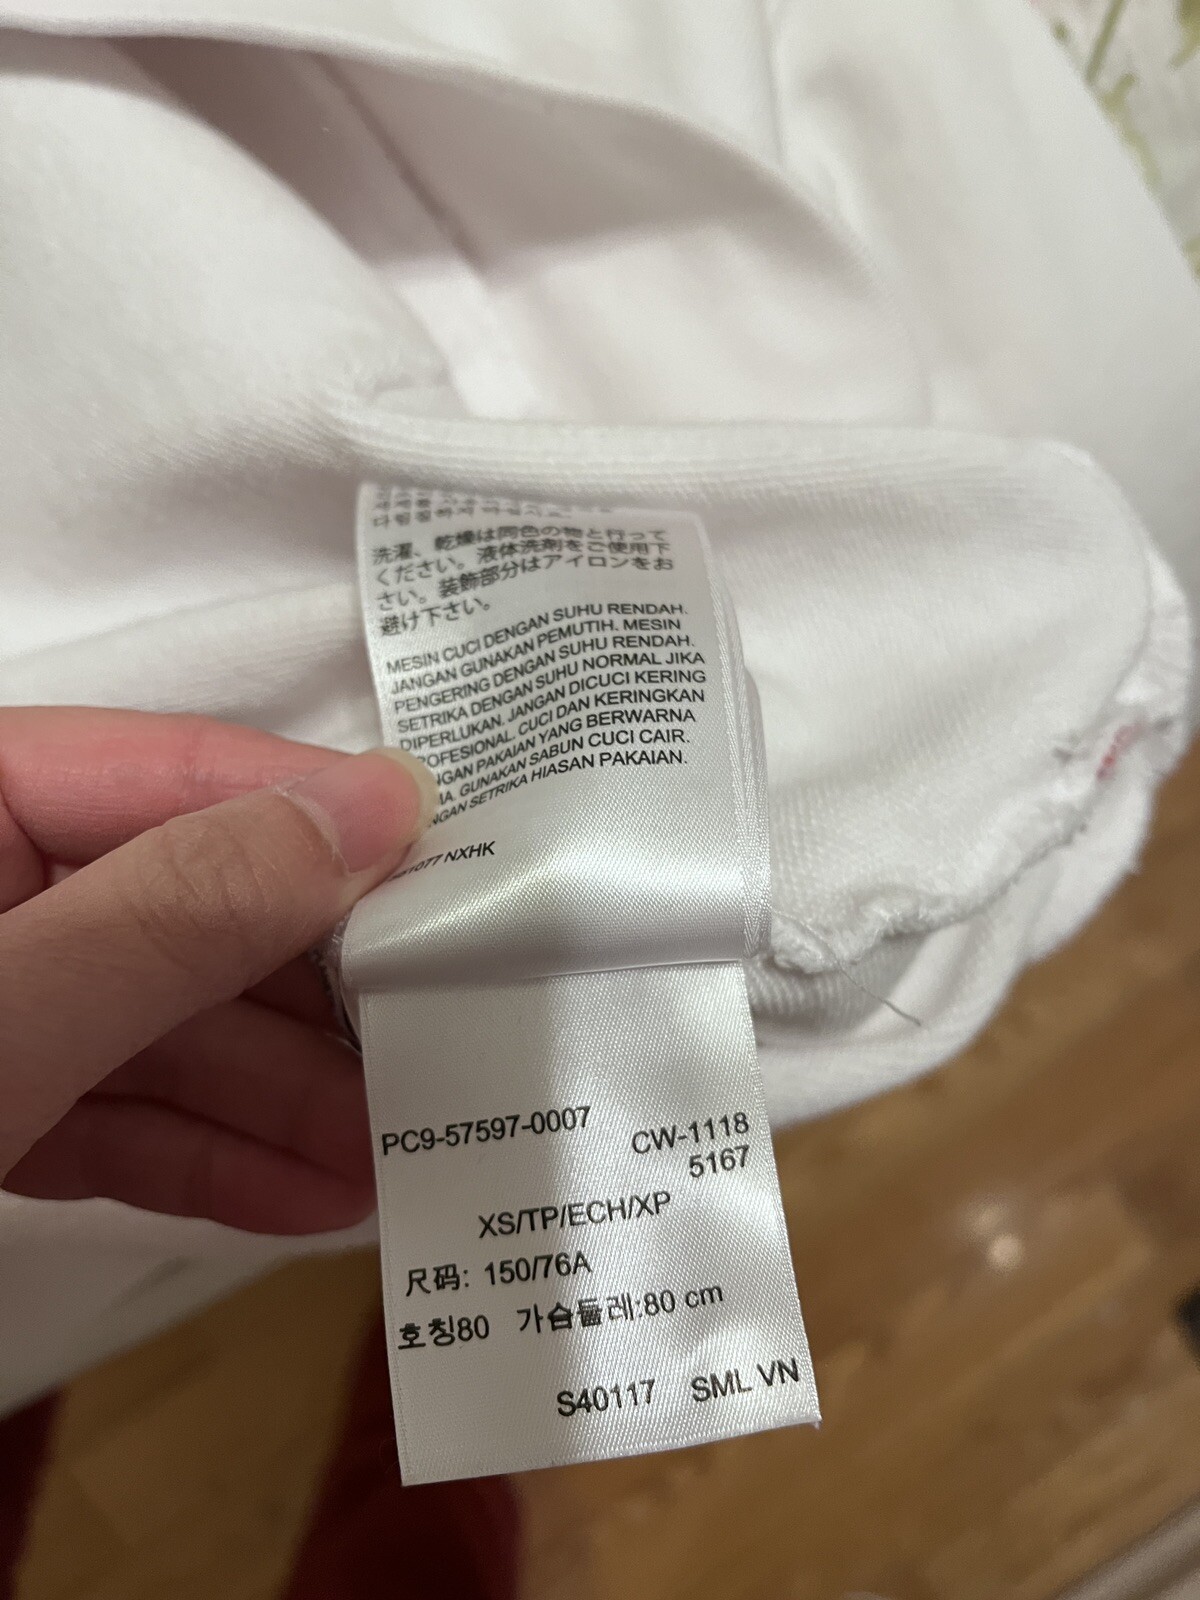 洗濯、乾燥は同色の物と行って
ください。液体洗剤をご使用下
さい。装飾部分はアイロンをお
避け下さい。
MESIN CUCI DENGAN SUHU RENDAH.
JANGAN GUNAKAN PEMUTIH. MESIN
PENGERING DENGAN SUHU RENDAH.
SETRIKA DENGAN SUHU NORMAL JIKA
DIPERLUKAN. JANGAN DICUCI KERING
PROFESIONAL. CUCI DAN KERINGKAN
DENGAN PAKAIAN YANG BERWARNA
GUNAKAN SABUN CUCI CAIR.
SETRIKA HIASAN PAKAIAN.
NXHK
PC9-57597-0007
CW-1118
5167
XS/TP/ECH/XP
尺码: 150/76A
호칭80 가슴둘레:80 cm
S40117 SML VN